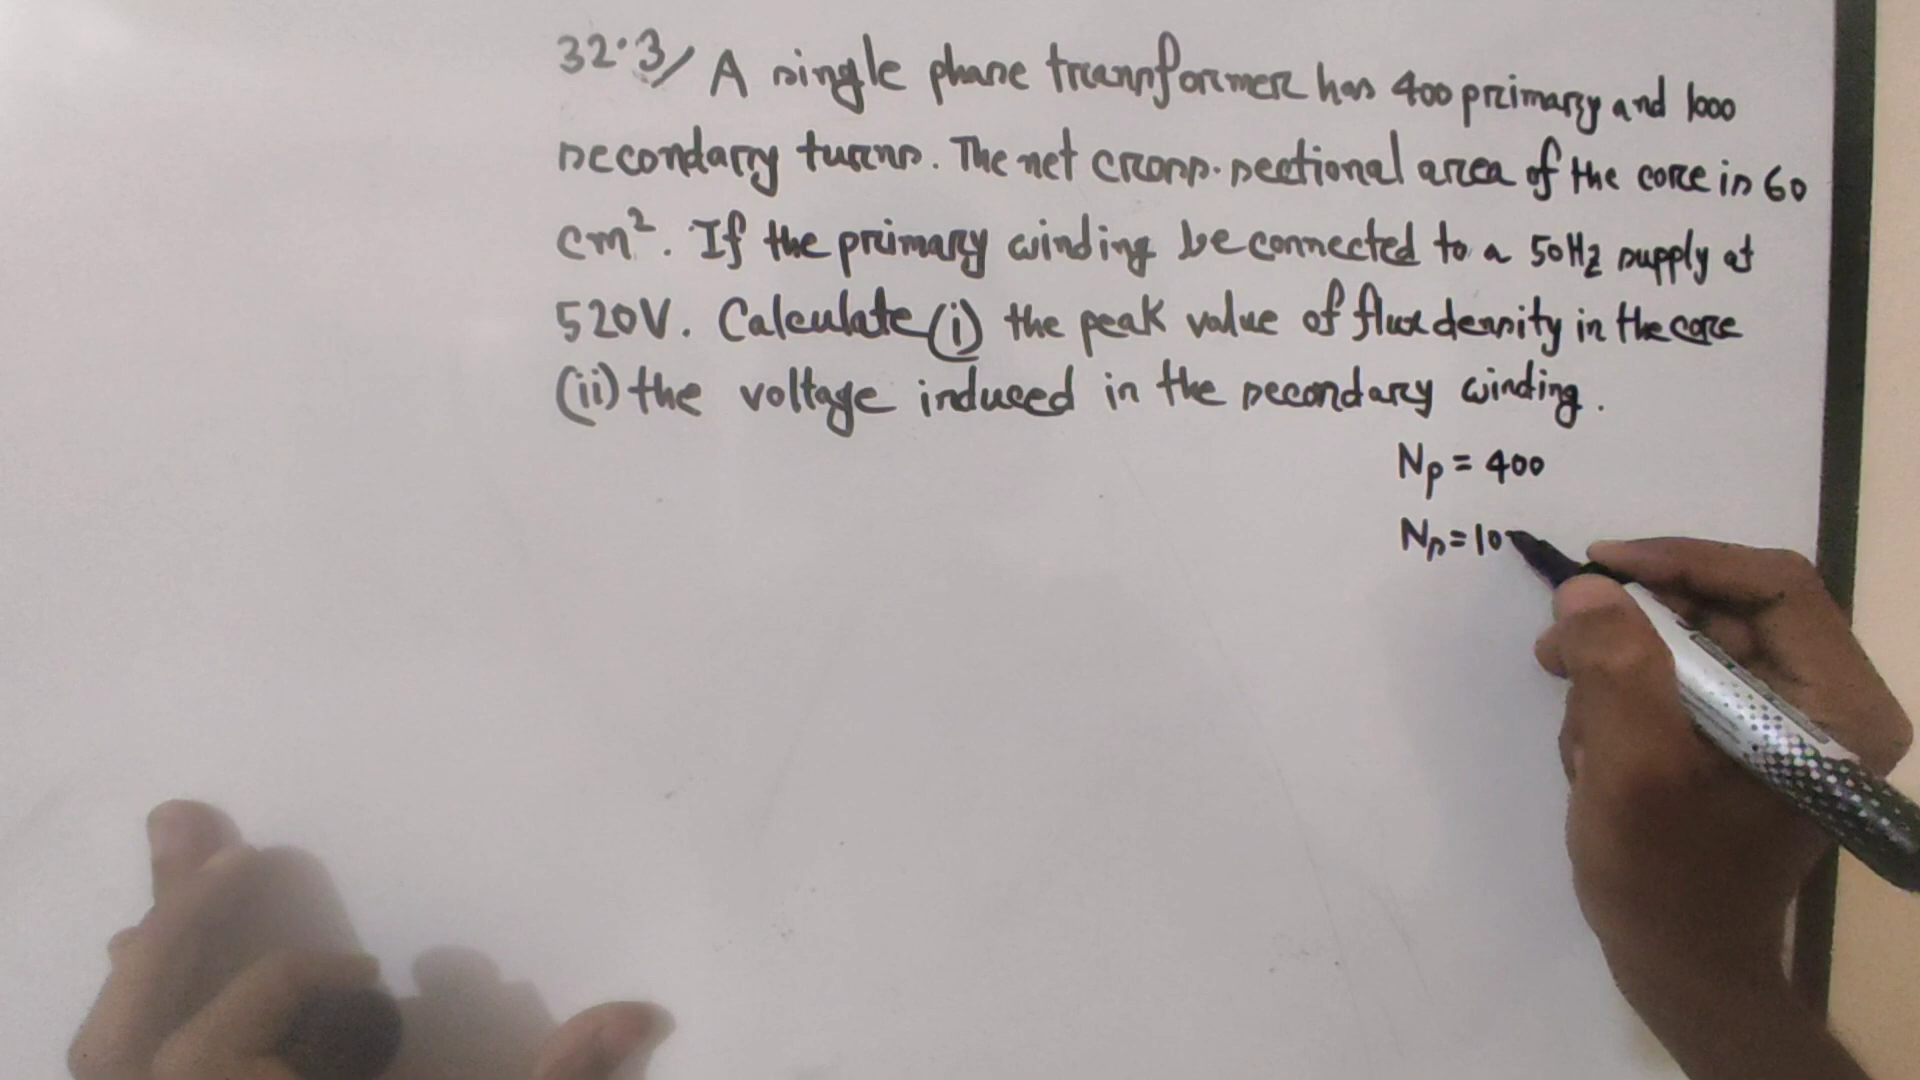 32.3/ A single phase transformer has 400 primary and 1000
secondary turns. The net cross-sectional area of the core is 60
cm². If the primary winding be connected to a 50Hz supply at
520V. Calculate (i) the peak value of flux density in the core
(ii) the voltage induced in the secondary winding.
Np = 400
Ns = 10